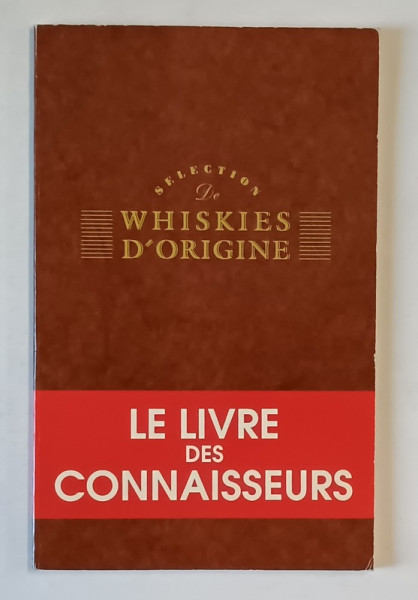 SELECTION
De
WHISKIES
D'ORIGINE
LE LIVRE
DES
CONNAISSEURS